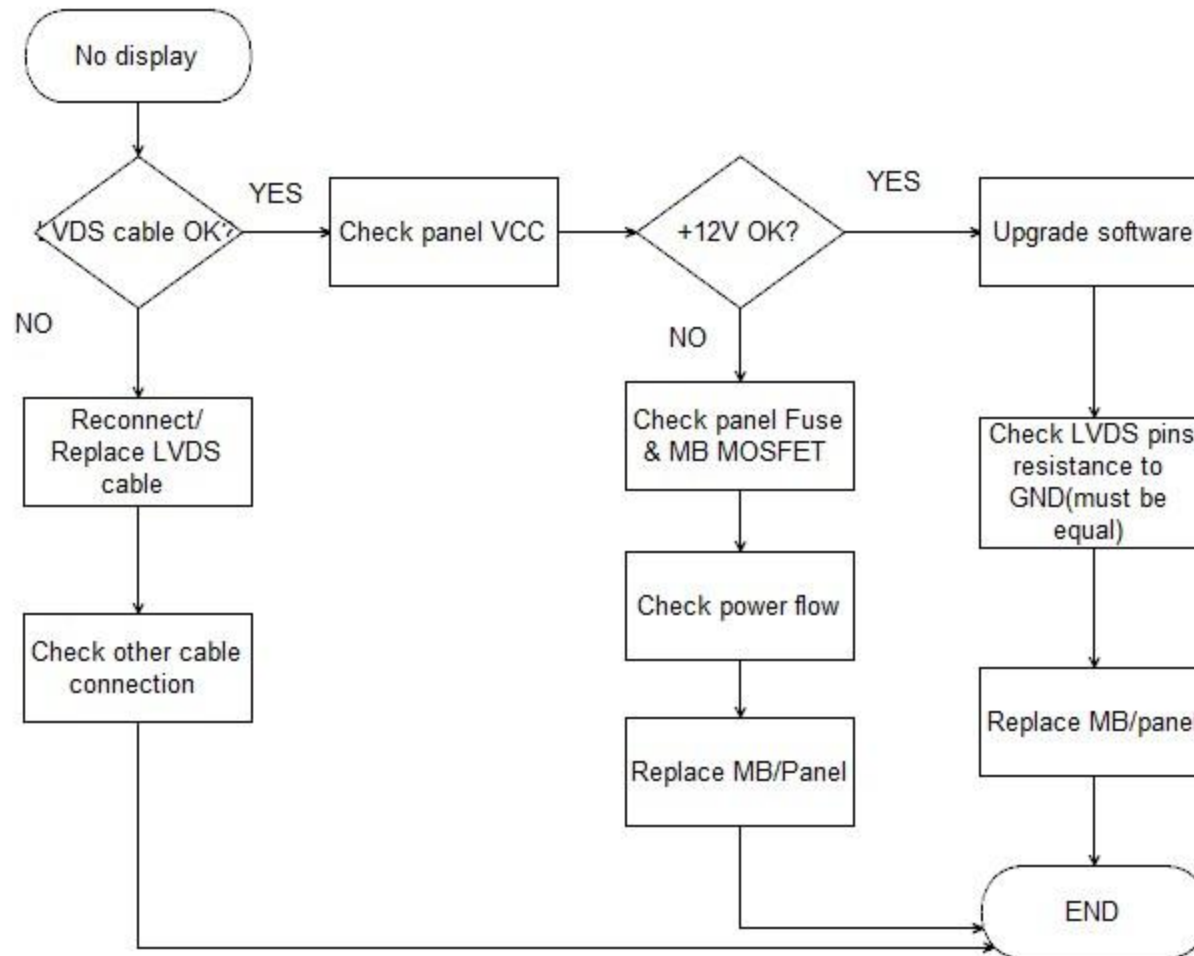 No display
LVDS cable OK?
YES
Check panel VCC
+12V OK?
YES
Upgrade software
NO
Reconnect/
Replace LVDS
cable
Check other cable
connection
NO
Check panel Fuse
& MB MOSFET
Check power flow
Replace MB/Panel
Check LVDS pins
resistance to
GND(must be
equal)
Replace MB/panel
END